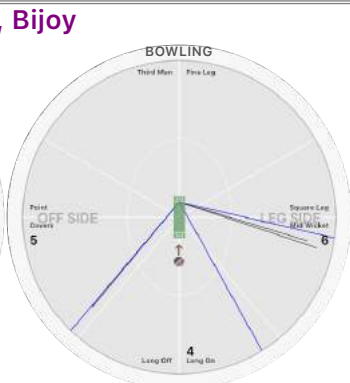 , Bijoy
BOWLING
Third Man Fine Leg
Point Square Leg
OFF SIDE LEG SIDE
Covers Mid Wicket
5 6
4
Long Off Long On